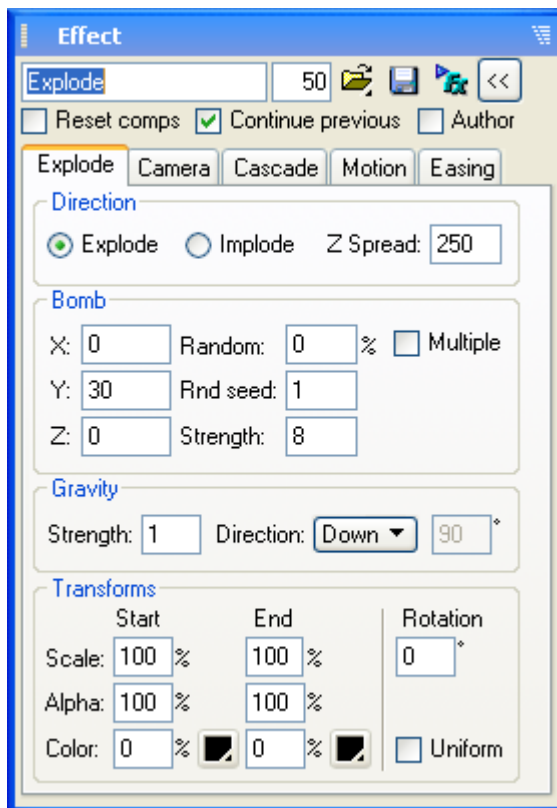 Effect
Explode 50 Fx <<
Reset comps Continue previous Author
Explode Camera Cascade Motion Easing
Direction
Explode Implode Z Spread: 250
Bomb
X: 0 Random: 0 % Multiple
Y: 30 Rnd seed: 1
Z: 0 Strength: 8
Gravity
Strength: 1 Direction: Down 90 °
Transforms
Start End Rotation
Scale: 100 % 100 % 0 °
Alpha: 100 % 100 %
Color: 0 % 0 % Uniform